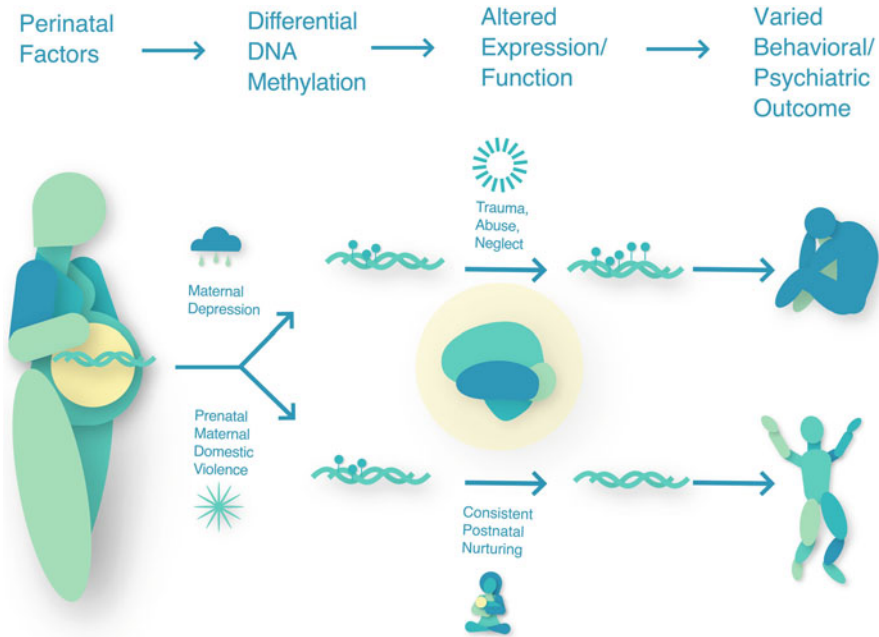 Perinatal
Factors
Differential
DNA
Methylation
Altered
Expression/
Function
Varied
Behavioral/
Psychiatric
Outcome
Maternal
Depression
Trauma,
Abuse,
Neglect
Prenatal
Maternal
Domestic
Violence
Consistent
Postnatal
Nurturing